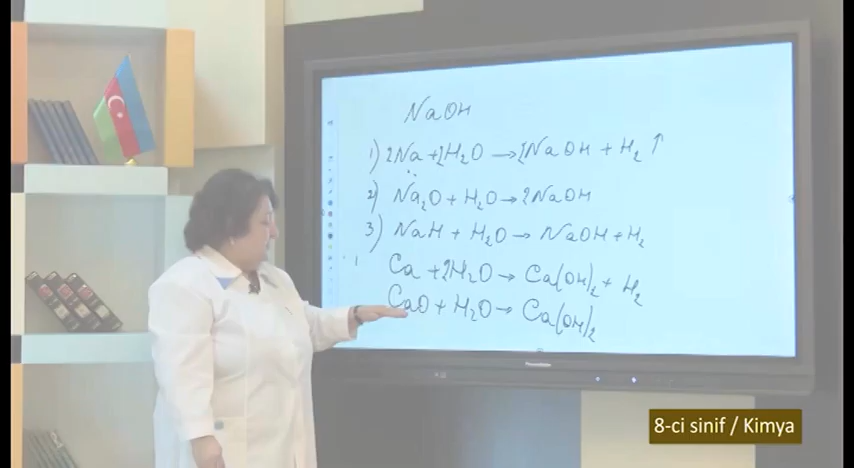 NaOH
1) 2Na + 2H₂O → 2NaOH + H₂ ↑
2) Na₂O + H₂O → 2NaOH
3) NaH + H₂O → NaOH + H₂
Ca + 2H₂O → Ca(OH)₂ + H₂
CaO + H₂O → Ca(OH)₂
8-ci sinif / Kimya